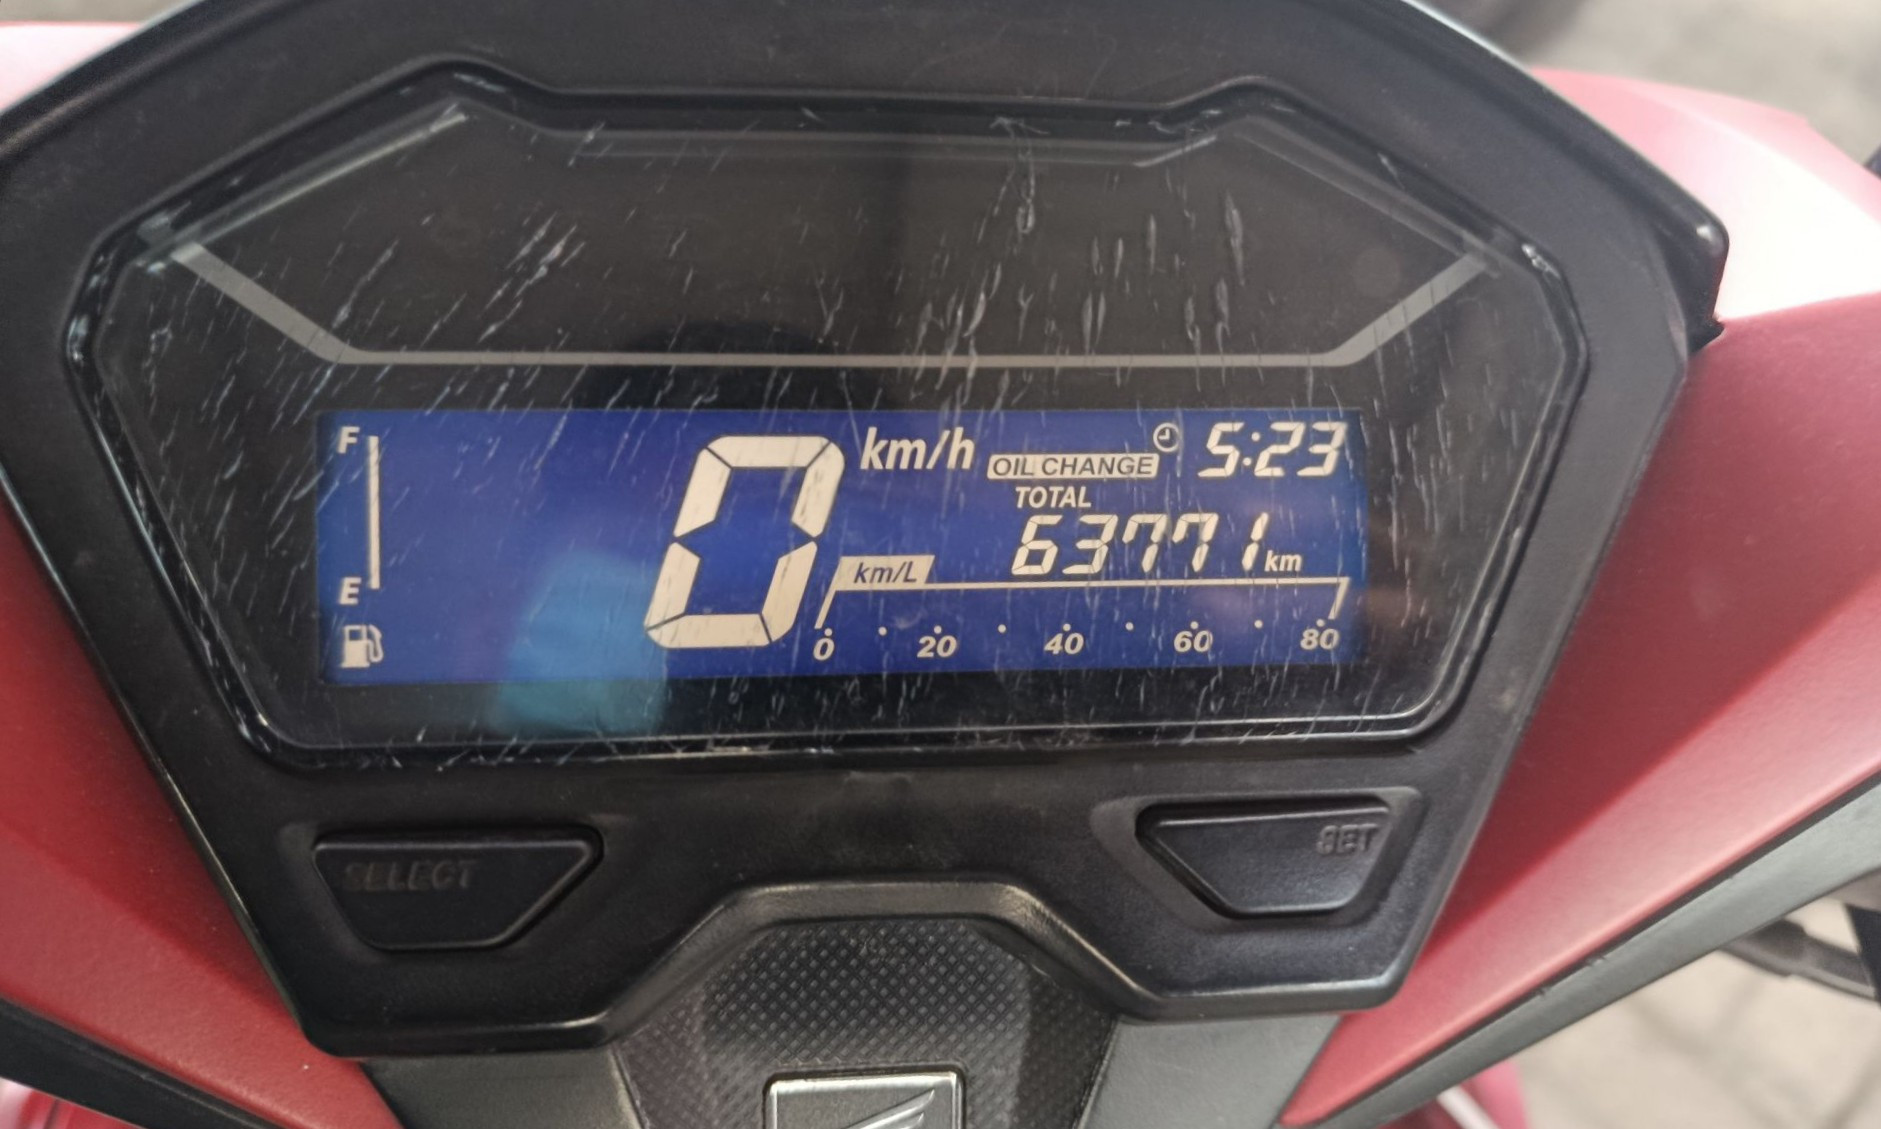 F
E
0 km/h
OIL CHANGE 5:23
TOTAL
63771 km
km/L
0 20 40 60 80
SELECT
SET